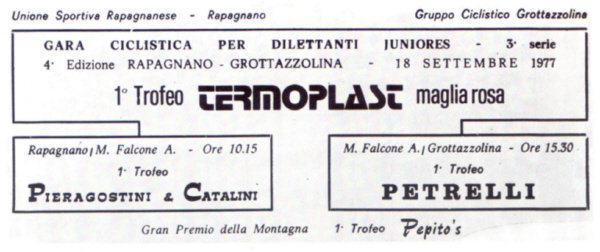 Unione Sportiva Rapagnanese - Rapagnano Gruppo Ciclistico Grottazzolina
GARA CICLISTICA PER DILETTANTI JUNIORES - 3ª serie
4ª Edizione RAPAGNANO - GROTTAZZOLINA - 18 SETTEMBRE 1977
1° Trofeo TERMOPLAST maglia rosa
Rapagnano / M. Falcone A. - Ore 10.15
1° Trofeo
PIERAGOSTINI & CATALINI
M. Falcone A. / Grottazzolina - Ore 15.30
1° Trofeo
PETRELLI
Gran Premio della Montagna 1° Trofeo Pepito's